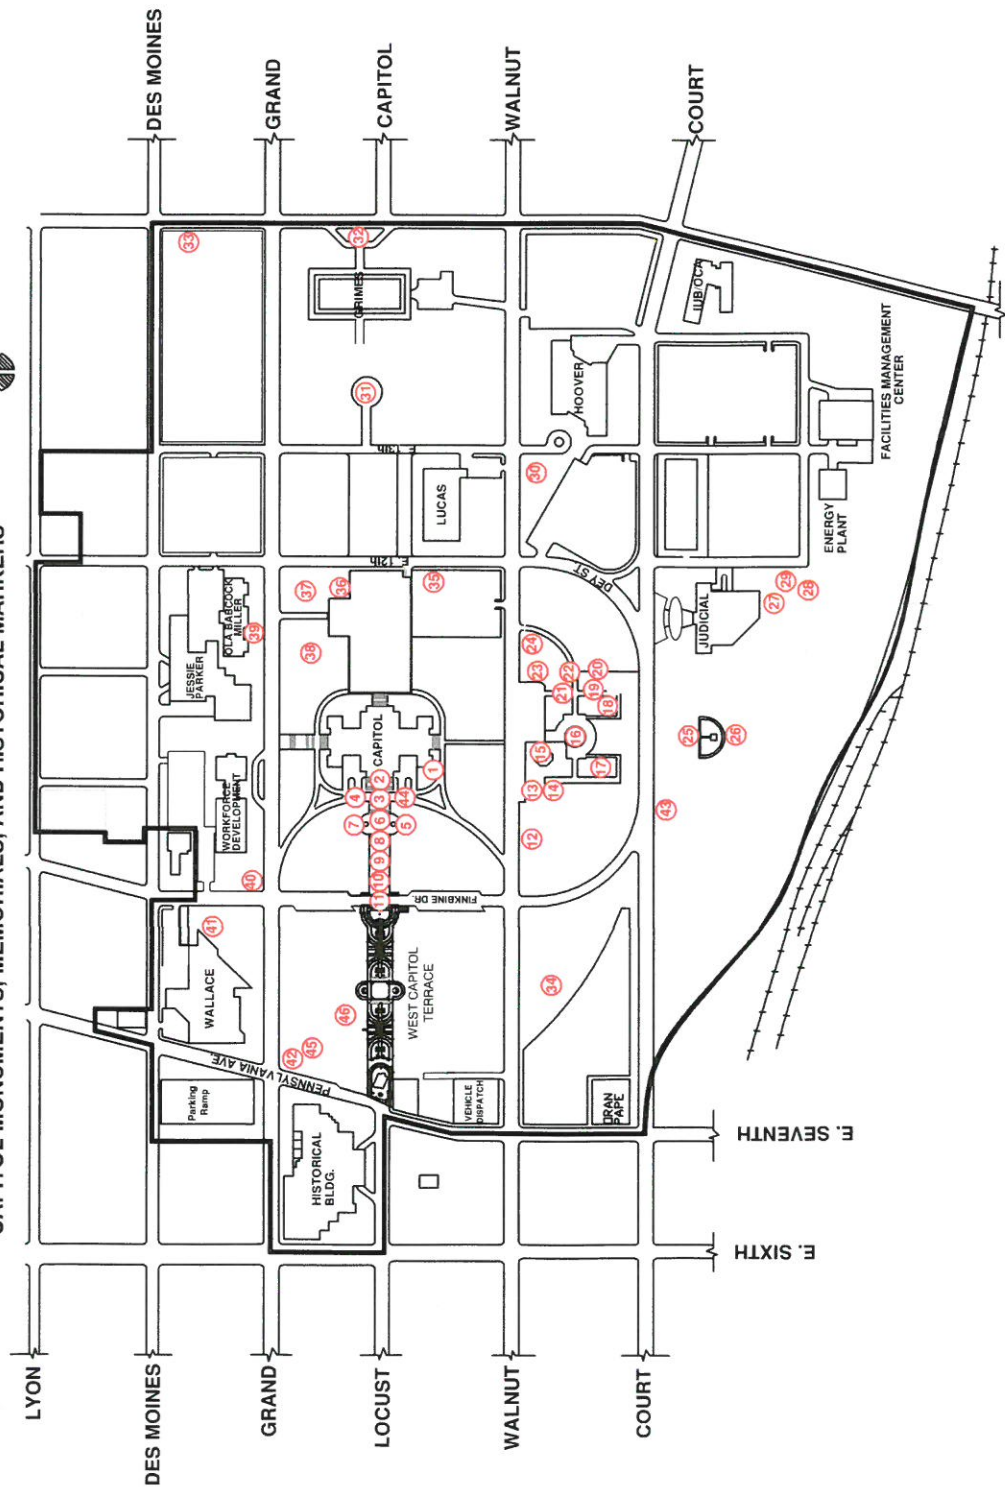 CAPITOL MONUMENTS, MEMORIALS, AND HISTORICAL MARKERS
LYON
DES MOINES
GRAND
LOCUST
WALNUT
COURT
DES MOINES
GRAND
CAPITOL
WALNUT
COURT
E. SIXTH
E. SEVENTH
PENNSYLVANIA AVE.
FINKBINE DR.
E. 12th
E. 13th
DEY ST
Parking
Ramp
WALLACE
WORKFORCE
DEVELOPMENT
JESSIE
PARKER
OLA BABCOCK
MILLER
HISTORICAL
BLDG.
WEST CAPITOL
TERRACE
CAPITOL
LUCAS
GRIMES
VEHICLE
DISPATCH
ORAN
PAPE
HOOVER
JUDICIAL
IUB/OCA
ENERGY
PLANT
FACILITIES MANAGEMENT
CENTER
41
40
39
33
42
45
46
38
37
36
35
31
32
11
10
9
8
6
3
2
7
4
5
44
1
34
12
13
14
15
16
17
18
19
20
21
22
23
24
30
43
25
26
27
28
29